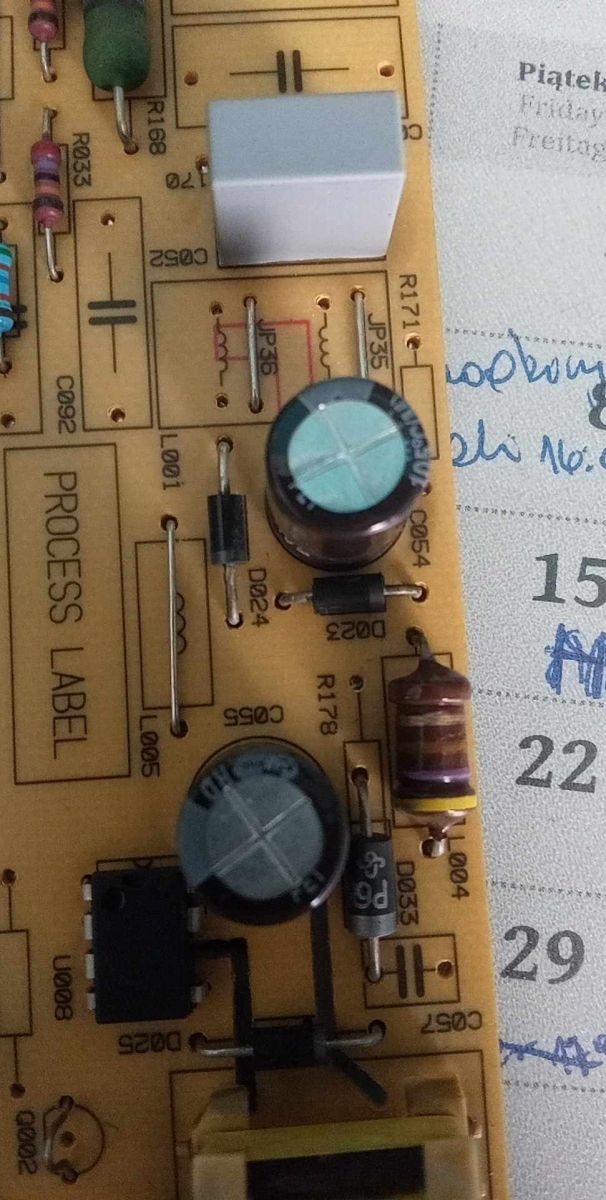 Piątek
Friday
Freitag
R168
R033
170
C052
R171
JP36
JP35
C092
L001
PROCESS LABEL
C054
D024
D023
15
R178
C055
L005
22
L004
D033
P6
U008
29
C057
D025
Q002